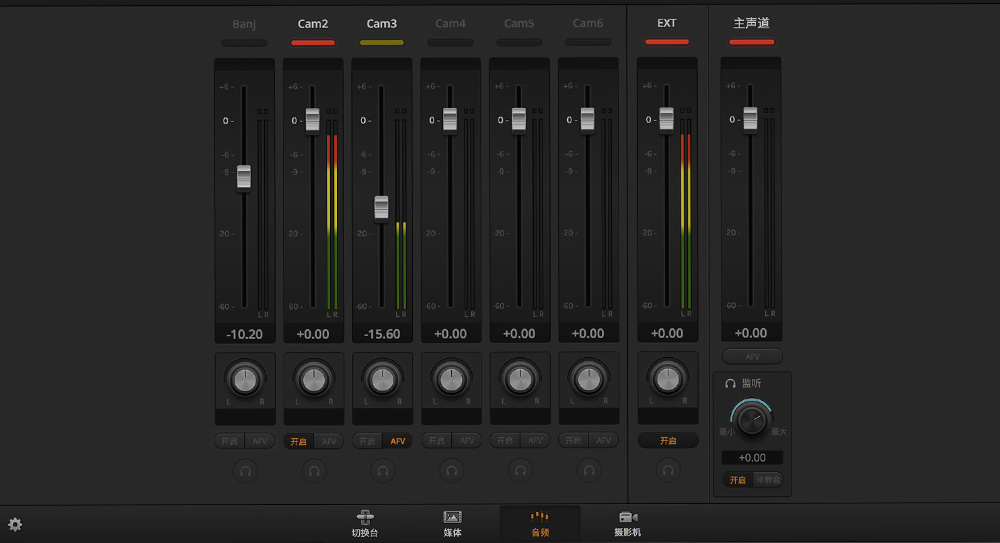 Banj Cam2 Cam3 Cam4 Cam5 Cam6 EXT 主声道
+6 +6 +6 +6 +6 +6 +6 +6
0 0 0 0 0 0 0 0
-6 -6 -6 -6 -6 -6 -6 -6
-9 -9 -9 -9 -9 -9 -9 -9
-20 -20 -20 -20 -20 -20 -20 -20
-60 -60 -60 -60 -60 -60 -60 -60
L R L R L R L R L R L R L R L R
-10.20 +0.00 -15.60 +0.00 +0.00 +0.00 +0.00 +0.00
AFV
监听
L R L R L R L R L R L R L R
最小 最大
开启 AFV 开启 AFV 开启 AFV 开启 AFV 开启 AFV 开启 AFV 开启
+0.00
开启 半静音
切换台 媒体 音频 摄影机